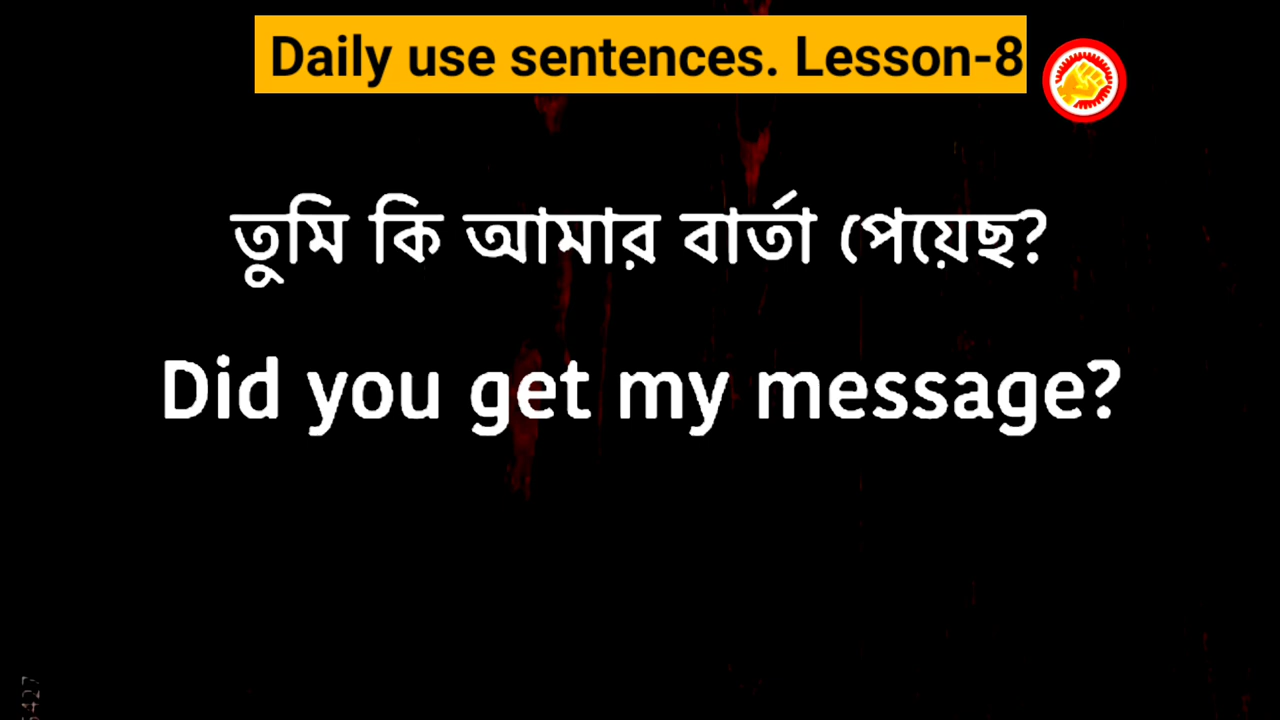 Daily use sentences. Lesson-8
তুমি কি আমার বার্তা পেয়েছ?
Did you get my message?